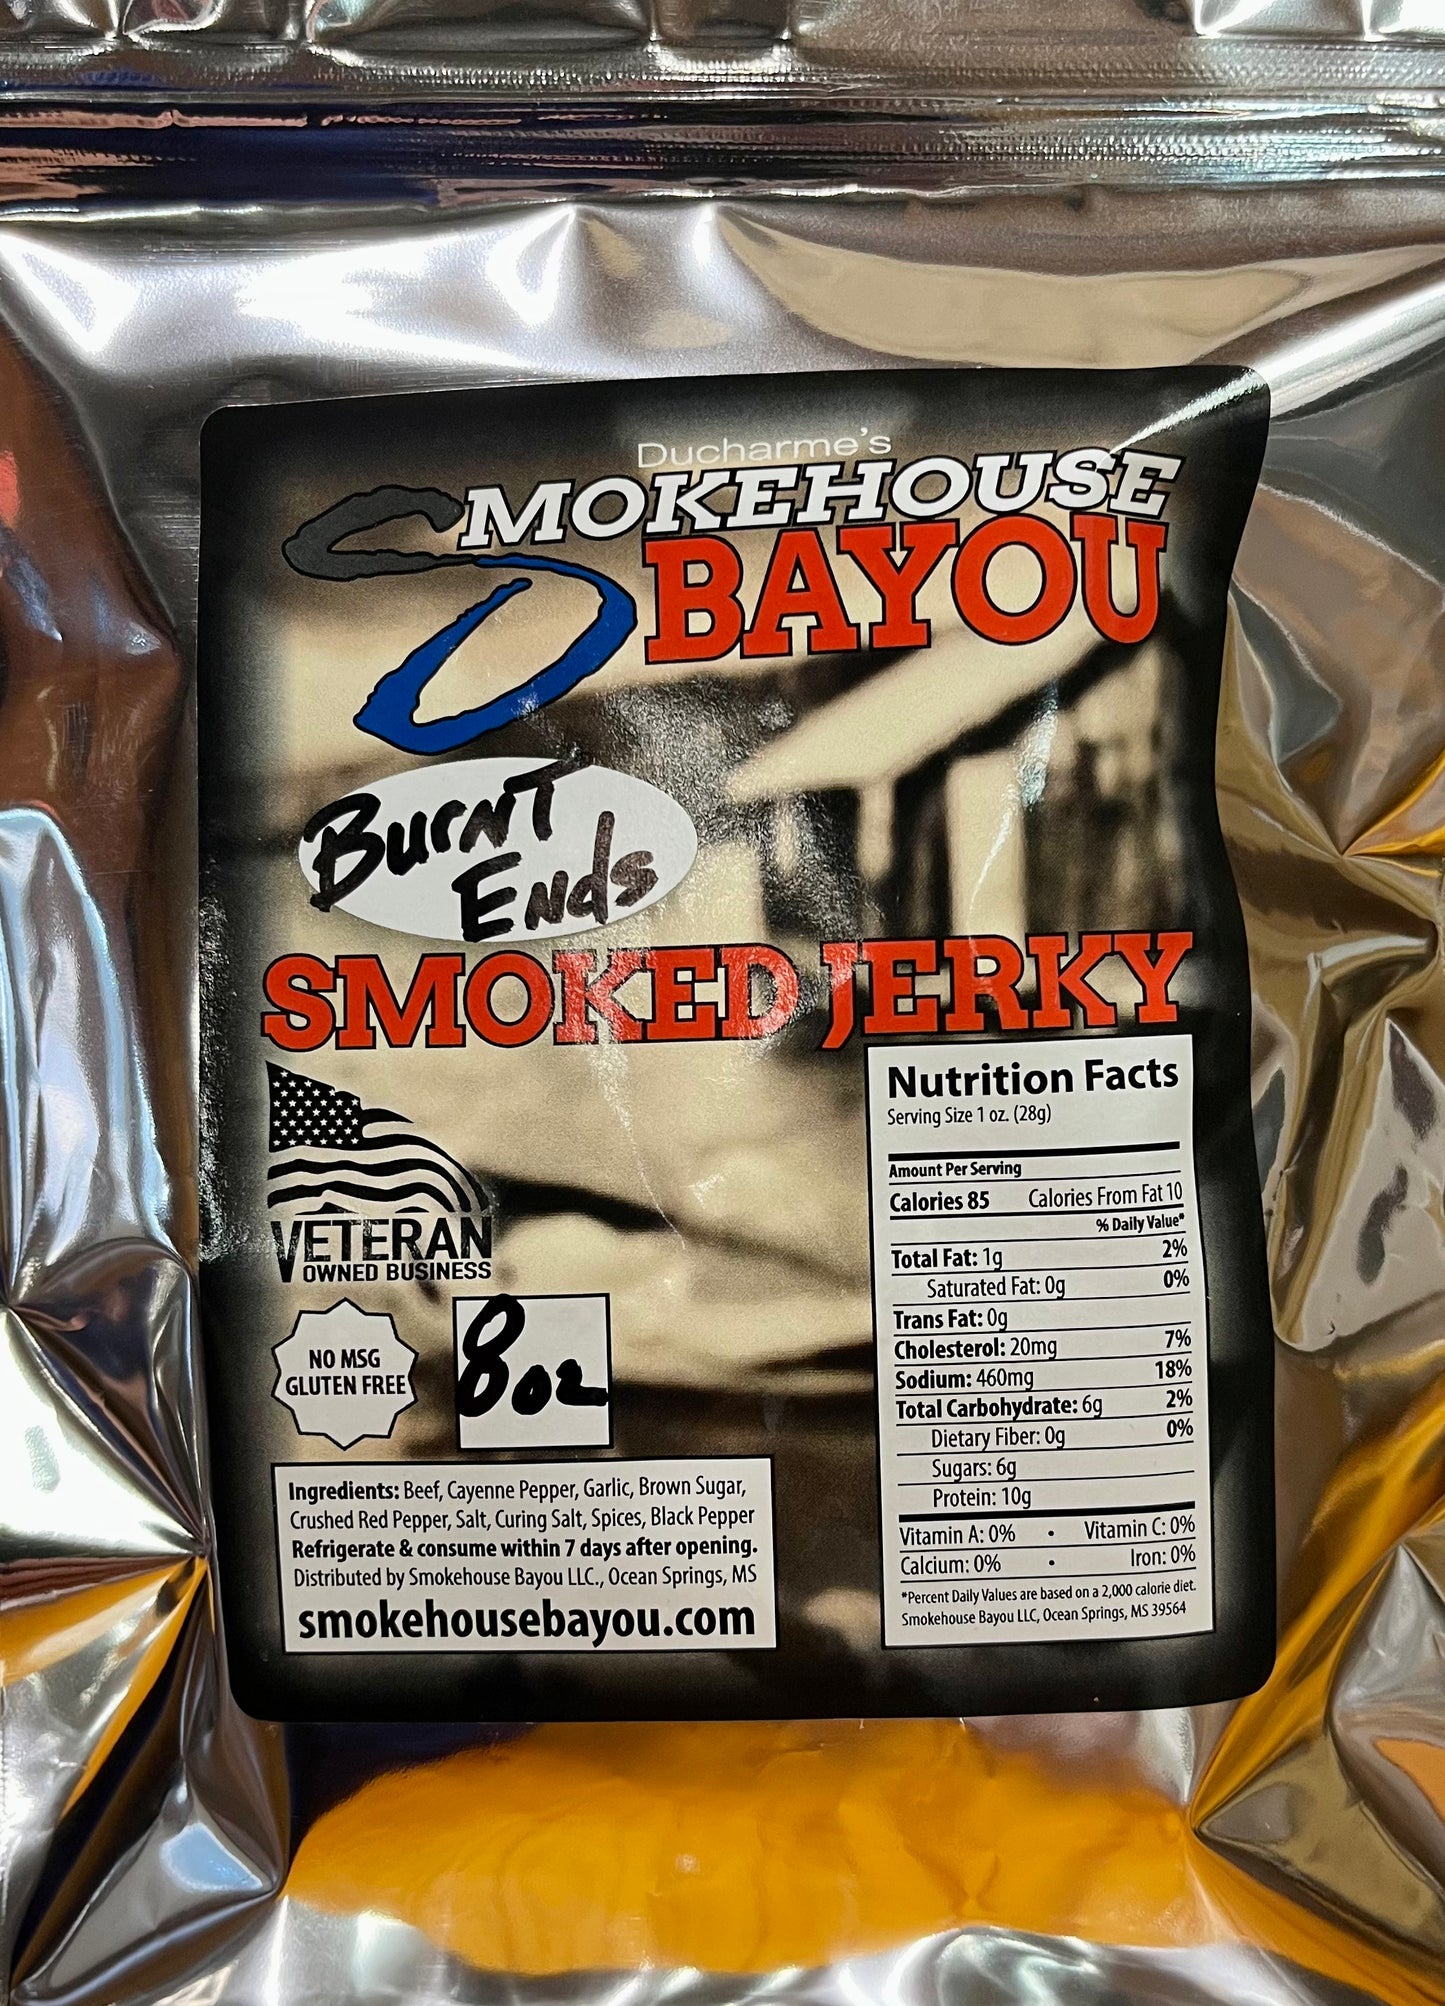 Ducharme's
SMOKEHOUSE
BAYOU
Burnt
Ends
SMOKED JERKY
VETERAN
OWNED BUSINESS
NO MSG
GLUTEN FREE
8oz
Ingredients: Beef, Cayenne Pepper, Garlic, Brown Sugar,
Crushed Red Pepper, Salt, Curing Salt, Spices, Black Pepper
Refrigerate & consume within 7 days after opening.
Distributed by Smokehouse Bayou LLC., Ocean Springs, MS
smokehousebayou.com
Nutrition Facts
Serving Size 1 oz. (28g)
Amount Per Serving
Calories 85 Calories From Fat 10
% Daily Value*
Total Fat: 1g 2%
Saturated Fat: 0g 0%
Trans Fat: 0g
Cholesterol: 20mg 7%
Sodium: 460mg 18%
Total Carbohydrate: 6g 2%
Dietary Fiber: 0g 0%
Sugars: 6g
Protein: 10g
Vitamin A: 0% • Vitamin C: 0%
Calcium: 0% • Iron: 0%
*Percent Daily Values are based on a 2,000 calorie diet.
Smokehouse Bayou LLC, Ocean Springs, MS 39564